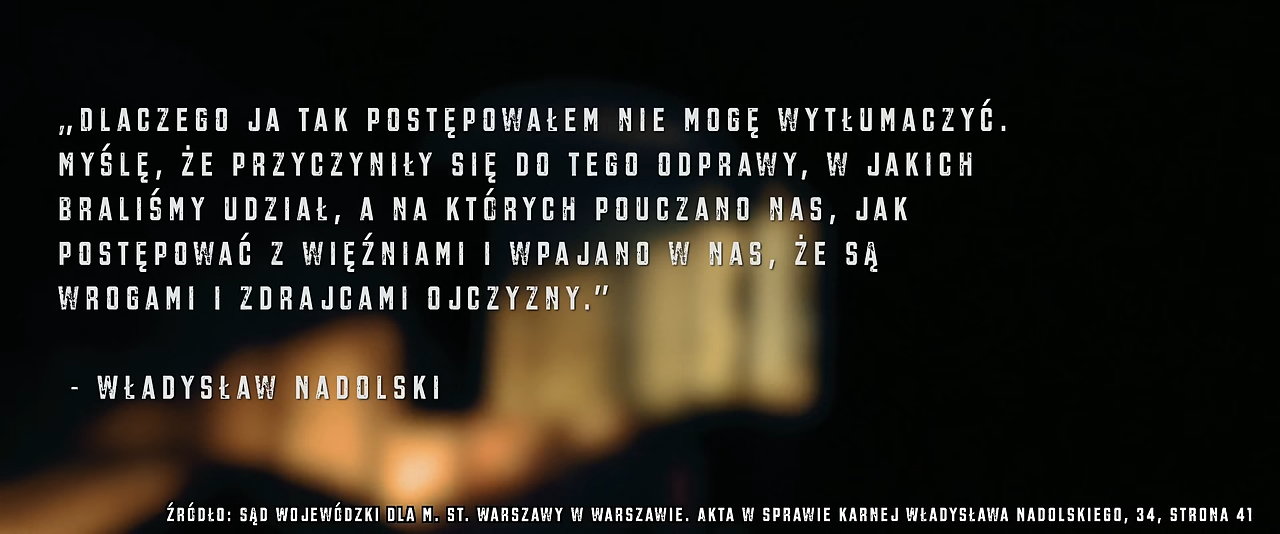 „DLACZEGO JA TAK POSTĘPOWAŁEM NIE MOGĘ WYTŁUMACZYĆ.
MYŚLĘ, ŻE PRZYCZYNIŁY SIĘ DO TEGO ODPRAWY, W JAKICH
BRALIŚMY UDZIAŁ, A NA KTÓRYCH POUCZANO NAS, JAK
POSTĘPOWAĆ Z WIĘŹNIAMI I WPAJANO W NAS, ŻE SĄ
WROGAMI I ZDRAJCAMI OJCZYZNY.”
- WŁADYSŁAW NADOLSKI
ŹRÓDŁO: SĄD WOJEWÓDZKI DLA M. ST. WARSZAWY W WARSZAWIE. AKTA W SPRAWIE KARNEJ WŁADYSŁAWA NADOLSKIEGO, 34, STRONA 41